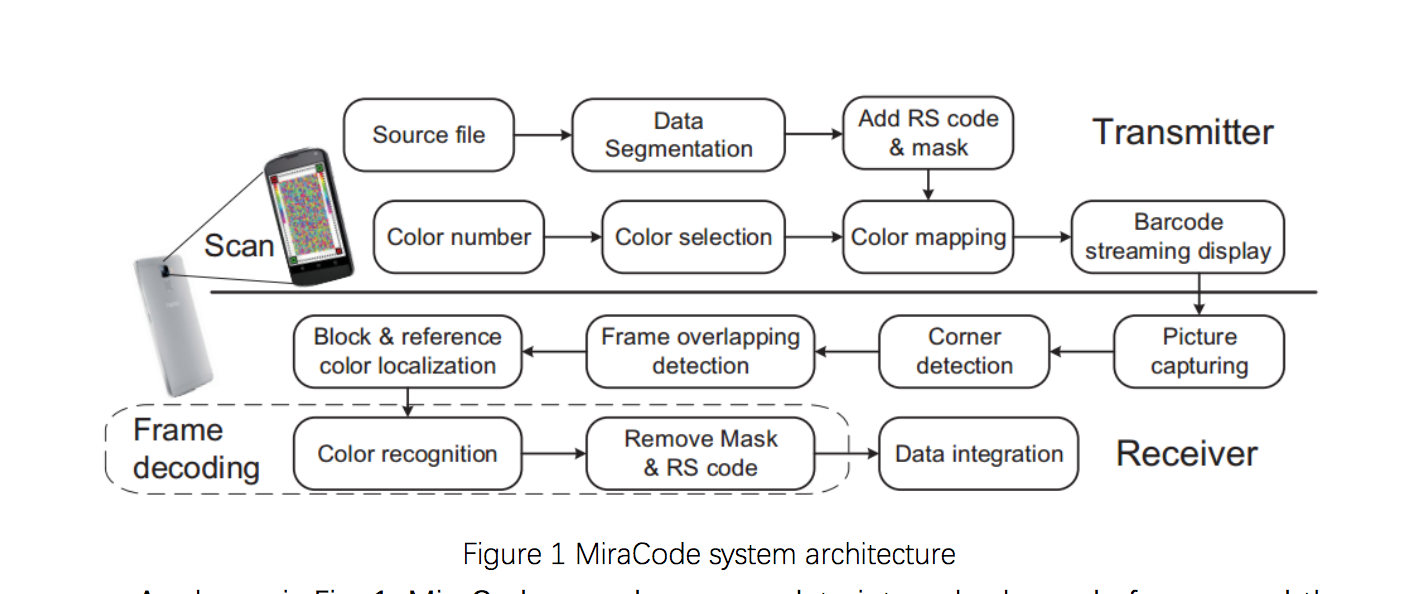 Source file
Data
Segmentation
Add RS code
& mask
Transmitter
Scan
Color number
Color selection
Color mapping
Barcode
streaming display
Block & reference
color localization
Frame overlapping
detection
Corner
detection
Picture
capturing
Frame
decoding
Color recognition
Remove Mask
& RS code
Data integration
Receiver
Figure 1 MiraCode system architecture